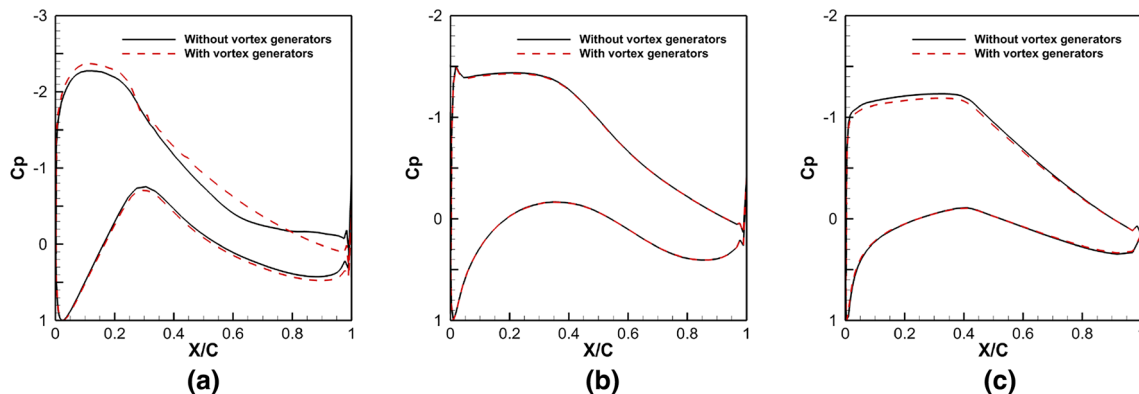 -3
Without vortex generators
With vortex generators
-2
-1
0
1
Cp
0
0.2
0.4
0.6
0.8
1
X/C
(a)
-2
Without vortex generators
With vortex generators
-1
0
1
Cp
0
0.2
0.4
0.6
0.8
1
X/C
(b)
-2
Without vortex generators
With vortex generators
-1
0
1
Cp
0
0.2
0.4
0.6
0.8
1
X/C
(c)